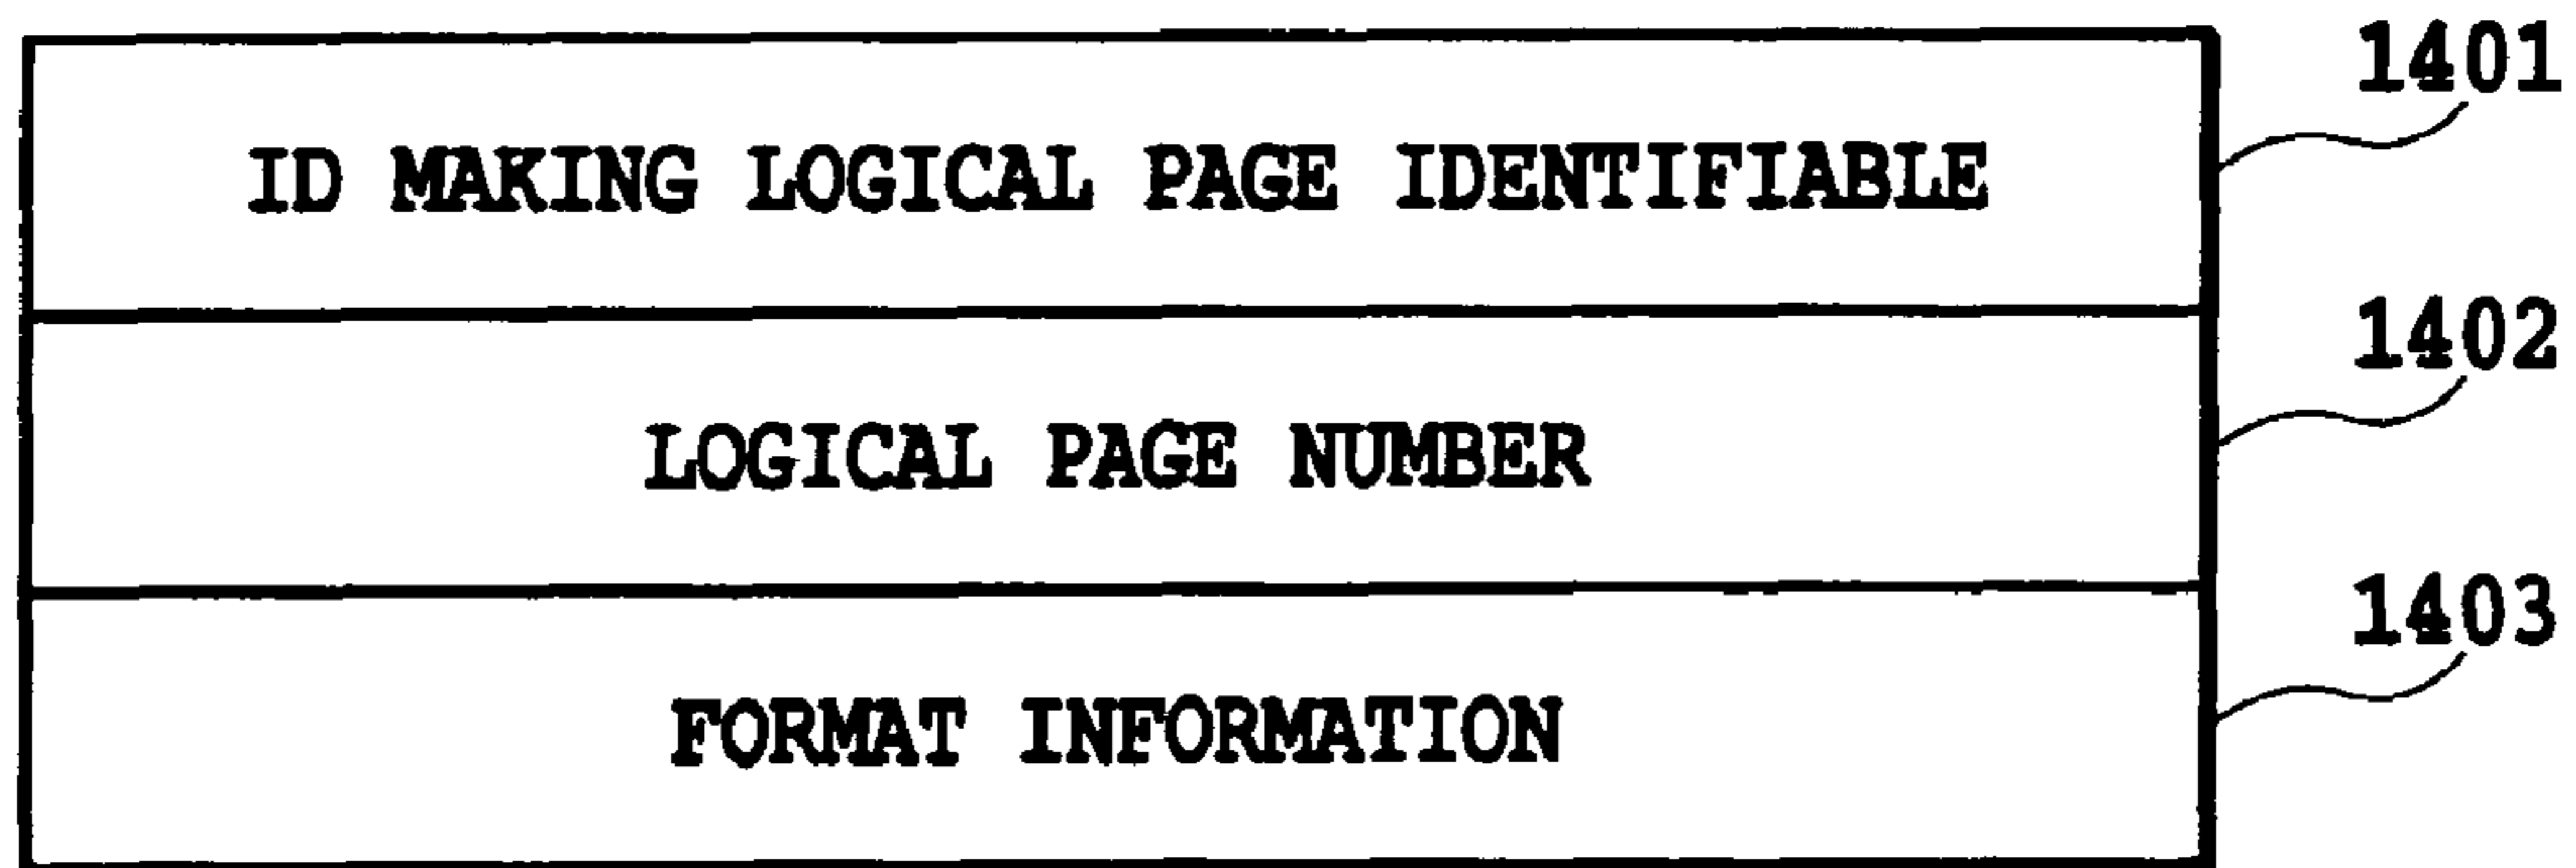 1401
ID MAKING LOGICAL PAGE IDENTIFIABLE
1402
LOGICAL PAGE NUMBER
1403
FORMAT INFORMATION